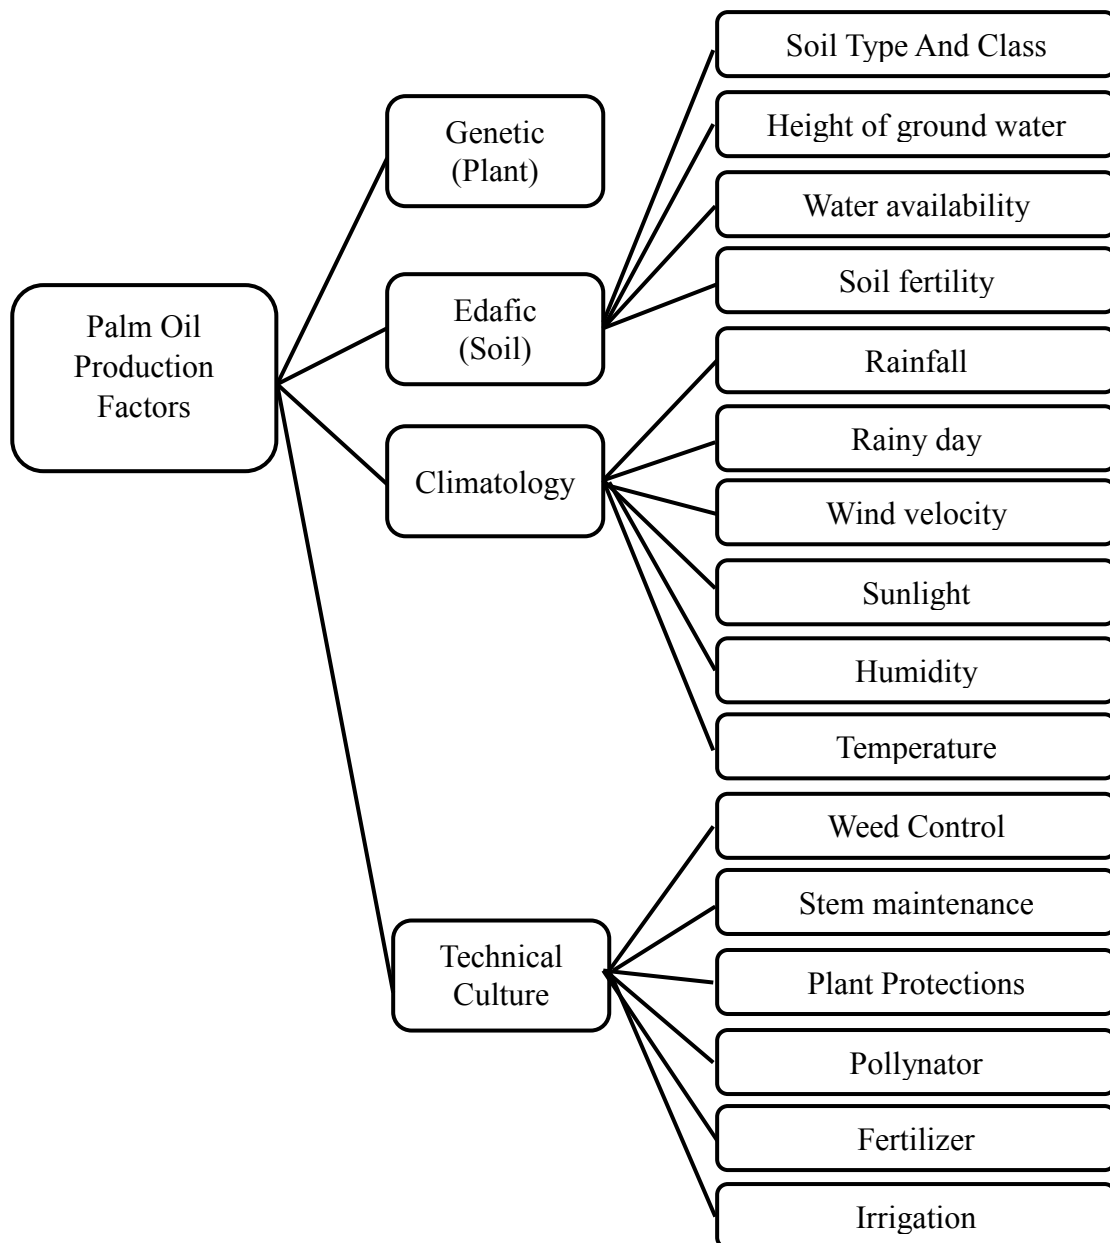 Palm Oil
Production
Factors
Genetic
(Plant)
Edafic
(Soil)
Climatology
Technical
Culture
Soil Type And Class
Height of ground water
Water availability
Soil fertility
Rainfall
Rainy day
Wind velocity
Sunlight
Humidity
Temperature
Weed Control
Stem maintenance
Plant Protections
Pollynator
Fertilizer
Irrigation